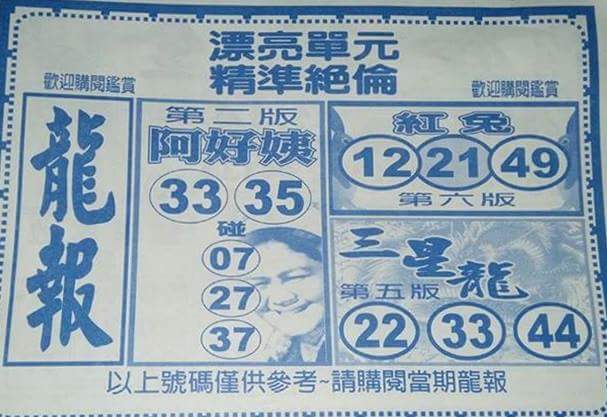 漂亮單元
精準絕倫
歡迎購閱鑑賞
歡迎購閱鑑賞
龍報
第二版
阿好姨
33 35
碰
07
27
37
紅兔
12 21 49
第六版
三星龍
第五版
22 33 44
以上號碼僅供參考~請購閱當期龍報